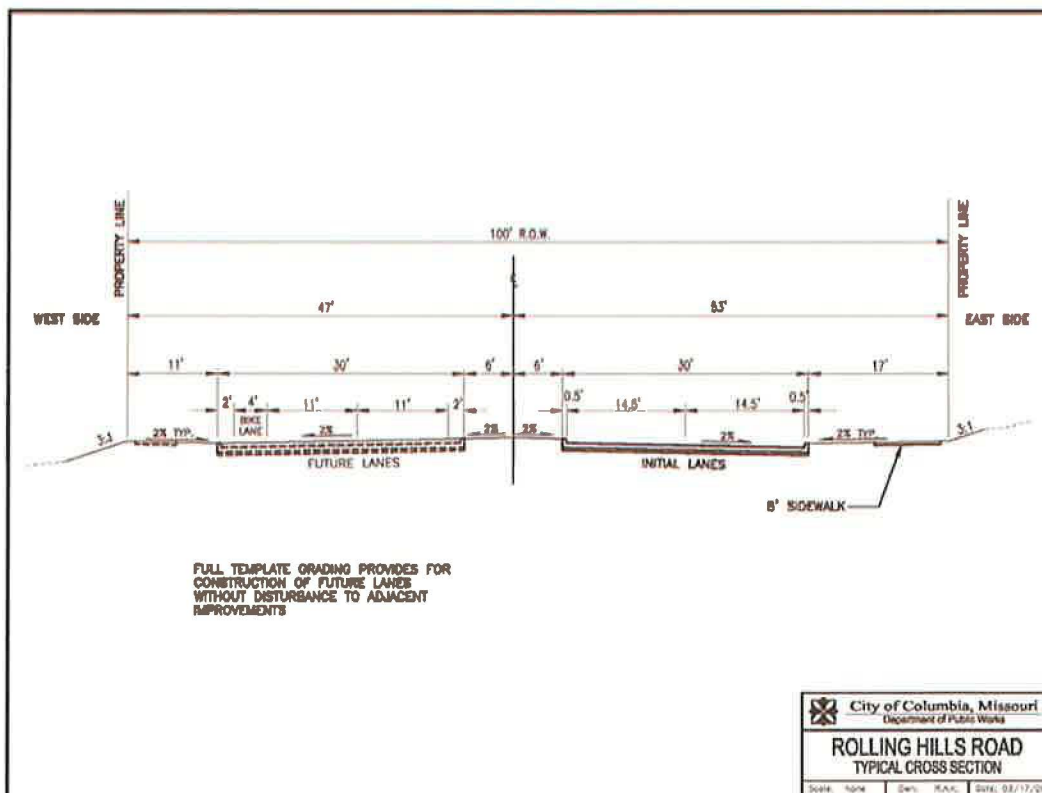 PROPERTY LINE
PROPERTY LINE
100' R.O.W.
47'
53'
WEST SIDE
EAST SIDE
11'
30'
6'
6'
30'
17'
2'
4'
11'
11'
2'
0.5'
14.5'
14.5'
0.5'
BIKE
LANE
3:1
2% TYP.
2%
2%
2%
2%
2% TYP
3:1
FUTURE LANES
INITIAL LANES
8' SIDEWALK
FULL TEMPLATE GRADING PROVIDES FOR
CONSTRUCTION OF FUTURE LANES
WITHOUT DISTURBANCE TO ADJACENT
IMPROVEMENTS
City of Columbia, Missouri
Department of Public Works
ROLLING HILLS ROAD
TYPICAL CROSS SECTION
Scale: None
Date: 03/17/0